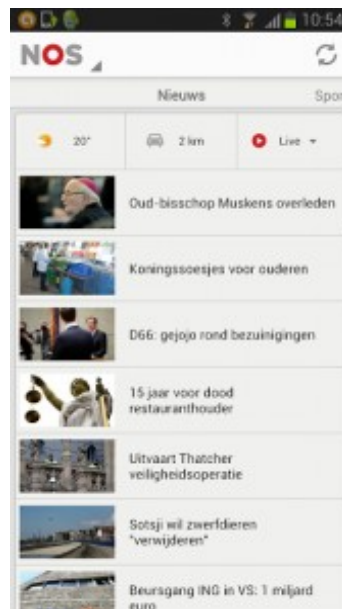 10:54
NOS
Nieuws
Spor
20°
2 km
Live
Oud-bisschop Muskens overleden
Koningssoesjes voor ouderen
D66: gejojo rond bezuinigingen
15 jaar voor dood
restauranthouder
Uitvaart Thatcher
veiligheidsoperatie
Sotsji wil zwerfdieren
"verwijderen"
Beursgang ING in VS: 1 miljard
euro